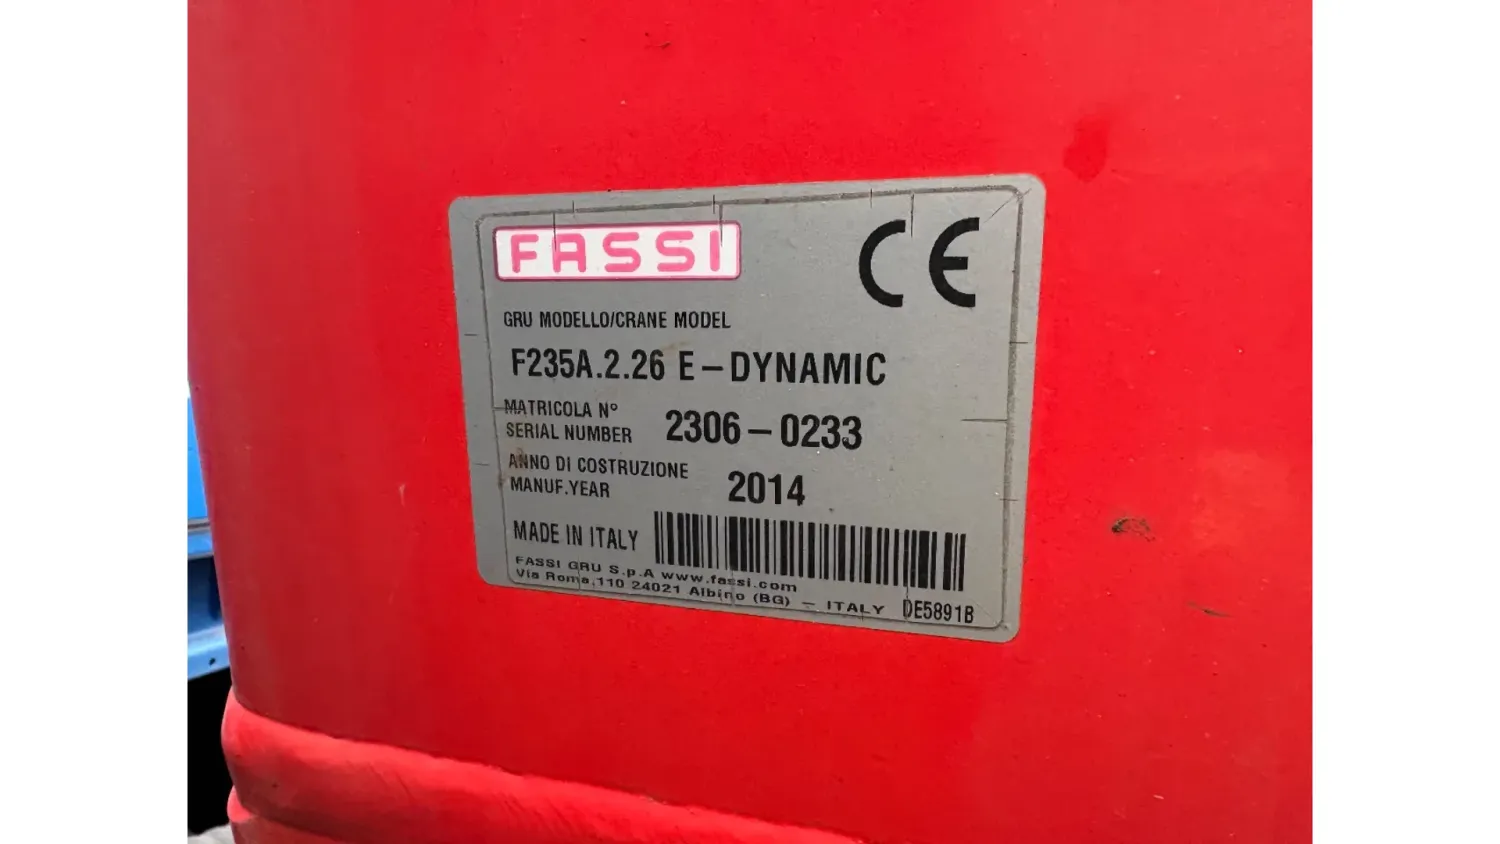 FASSI
CE
GRU MODELLO/CRANE MODEL
F235A.2.26 E-DYNAMIC
MATRICOLA N°
SERIAL NUMBER 2306-0233
ANNO DI COSTRUZIONE
MANUF.YEAR 2014
MADE IN ITALY
FASSI GRU S.p.A www.fassi.com
Via Roma,110 24021 Albino (BG) - ITALY DE5891B